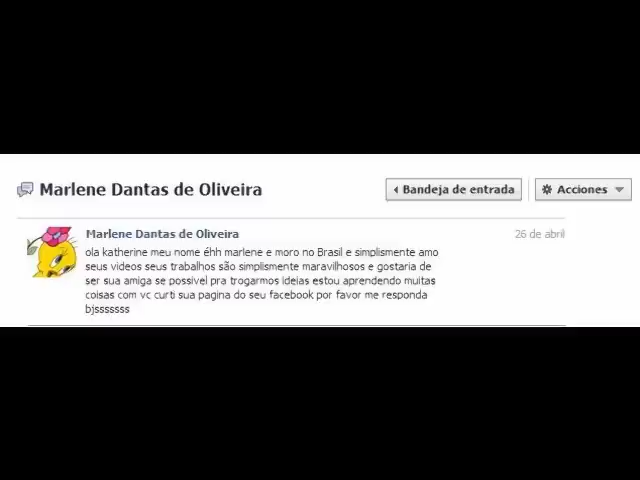 Marlene Dantas de Oliveira
Bandeja de entrada
Acciones
Marlene Dantas de Oliveira
26 de abril
ola katherine meu nome éhh marlene e moro no Brasil e simplismente amo
seus videos seus trabalhos são simplismente maravilhosos e gostaria de
ser sua amiga se possivel pra trogarmos ideias estou aprendendo muitas
coisas com vc curti sua pagina do seu facebook por favor me responda
bjsssssss